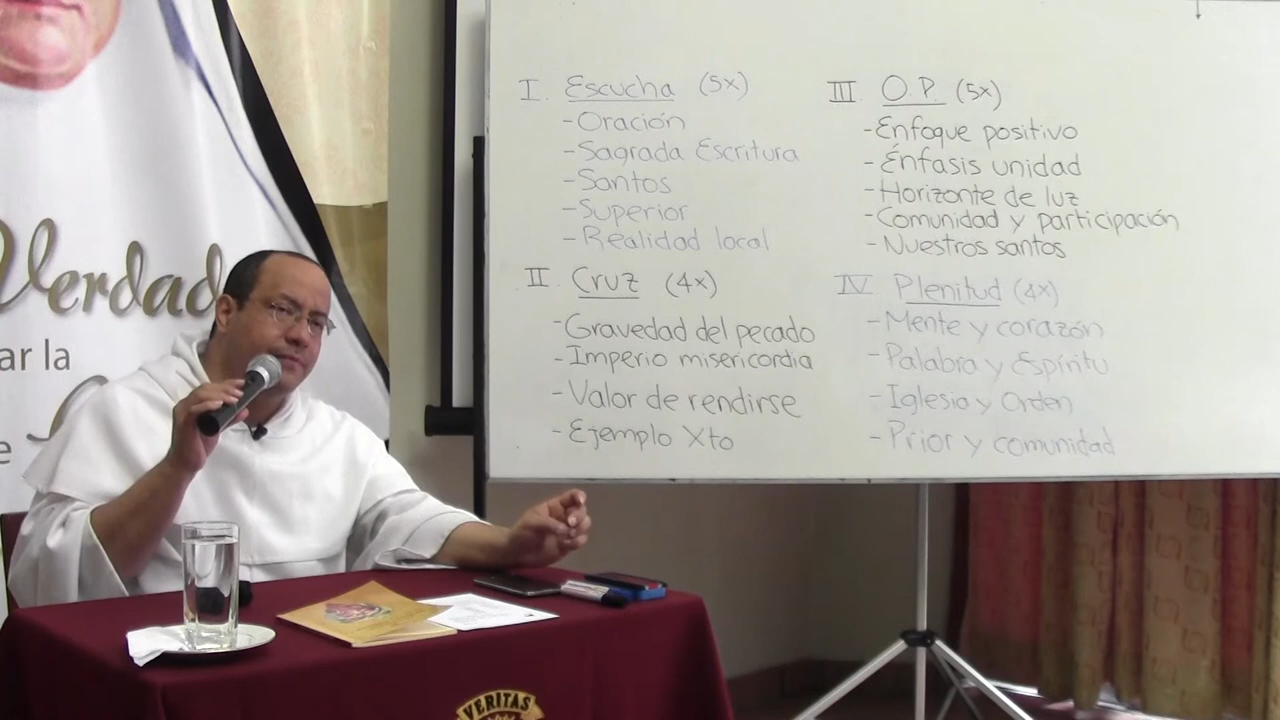 Verdad
ar la
e
I. Escucha (5x)
-Oración
-Sagrada Escritura
-Santos
-Superior
-Realidad local
II Cruz (4x)
-Gravedad del pecado
-Imperio misericordia
-Valor de rendirse
-Ejemplo Xto
III. O.P. (5x)
-Enfoque positivo
-Énfasis unidad
-Horizonte de luz
-Comunidad y participación
-Nuestros santos
IV. Plenitud (4x)
-Mente y corazón
-Palabra y Espíritu
-Iglesia y Orden
-Prior y comunidad
VERITAS